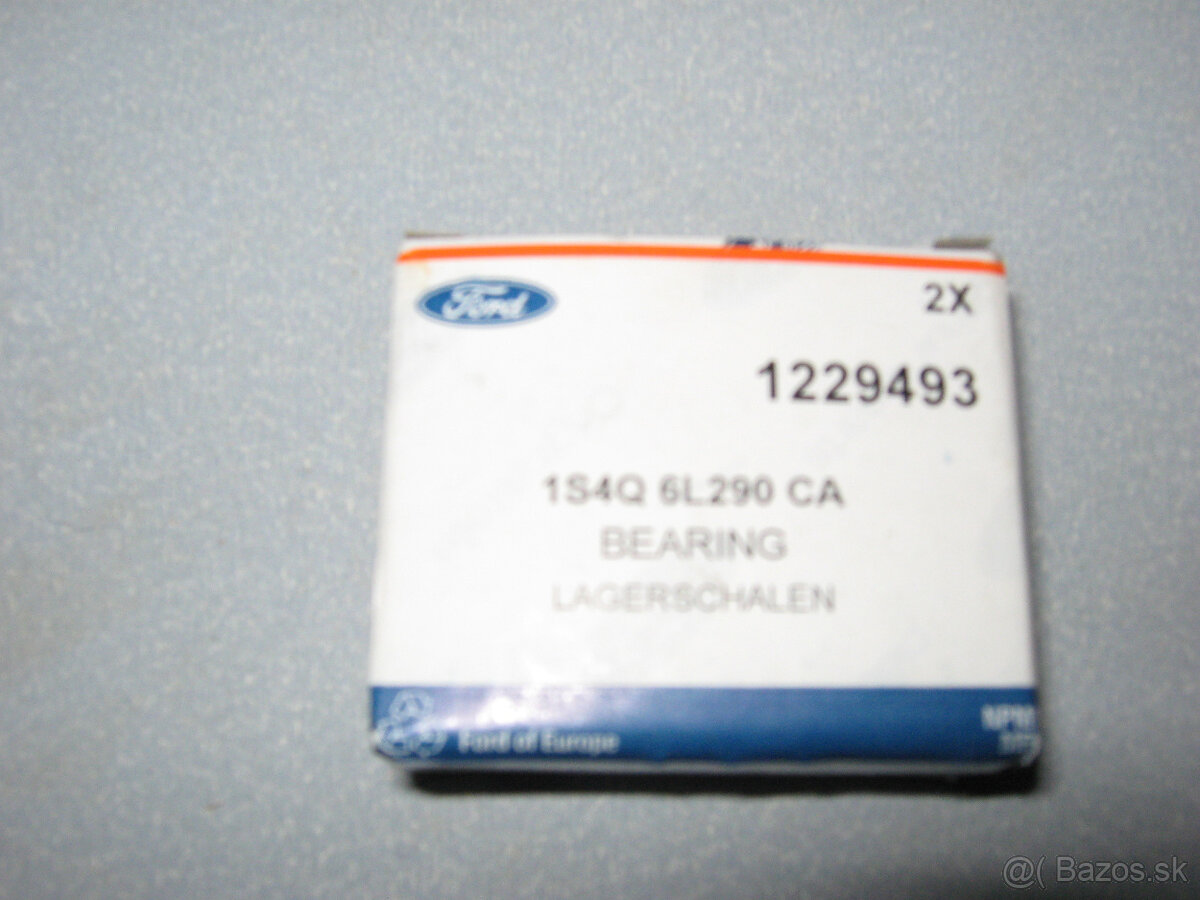 Ford
2X
1229493
1S4Q 6L290 CA
BEARING
LAGERSCHALEN
Ford of Europe
@( Bazos.sk